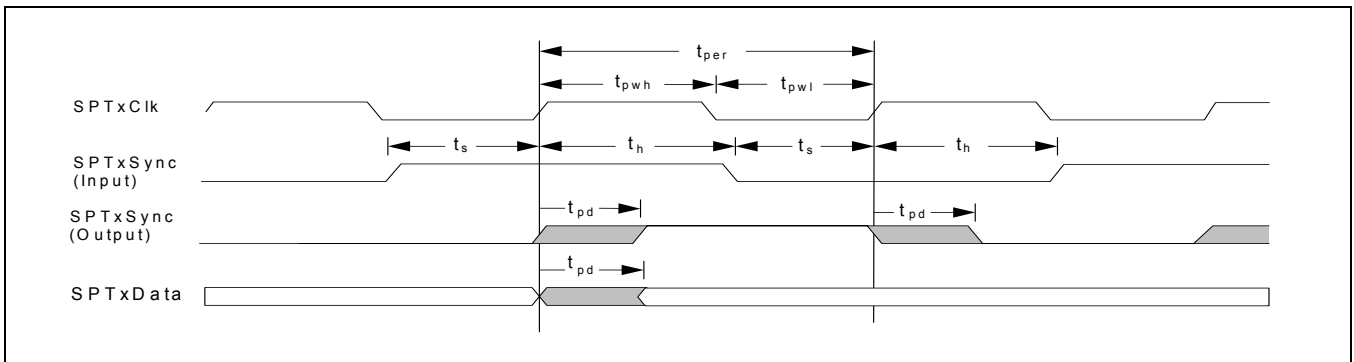 tper
tpwh tpwl
SPTxClk
ts th ts th
SPTxSync
(Input)
tpd tpd
SPTxSync
(Output)
tpd
SPTxData